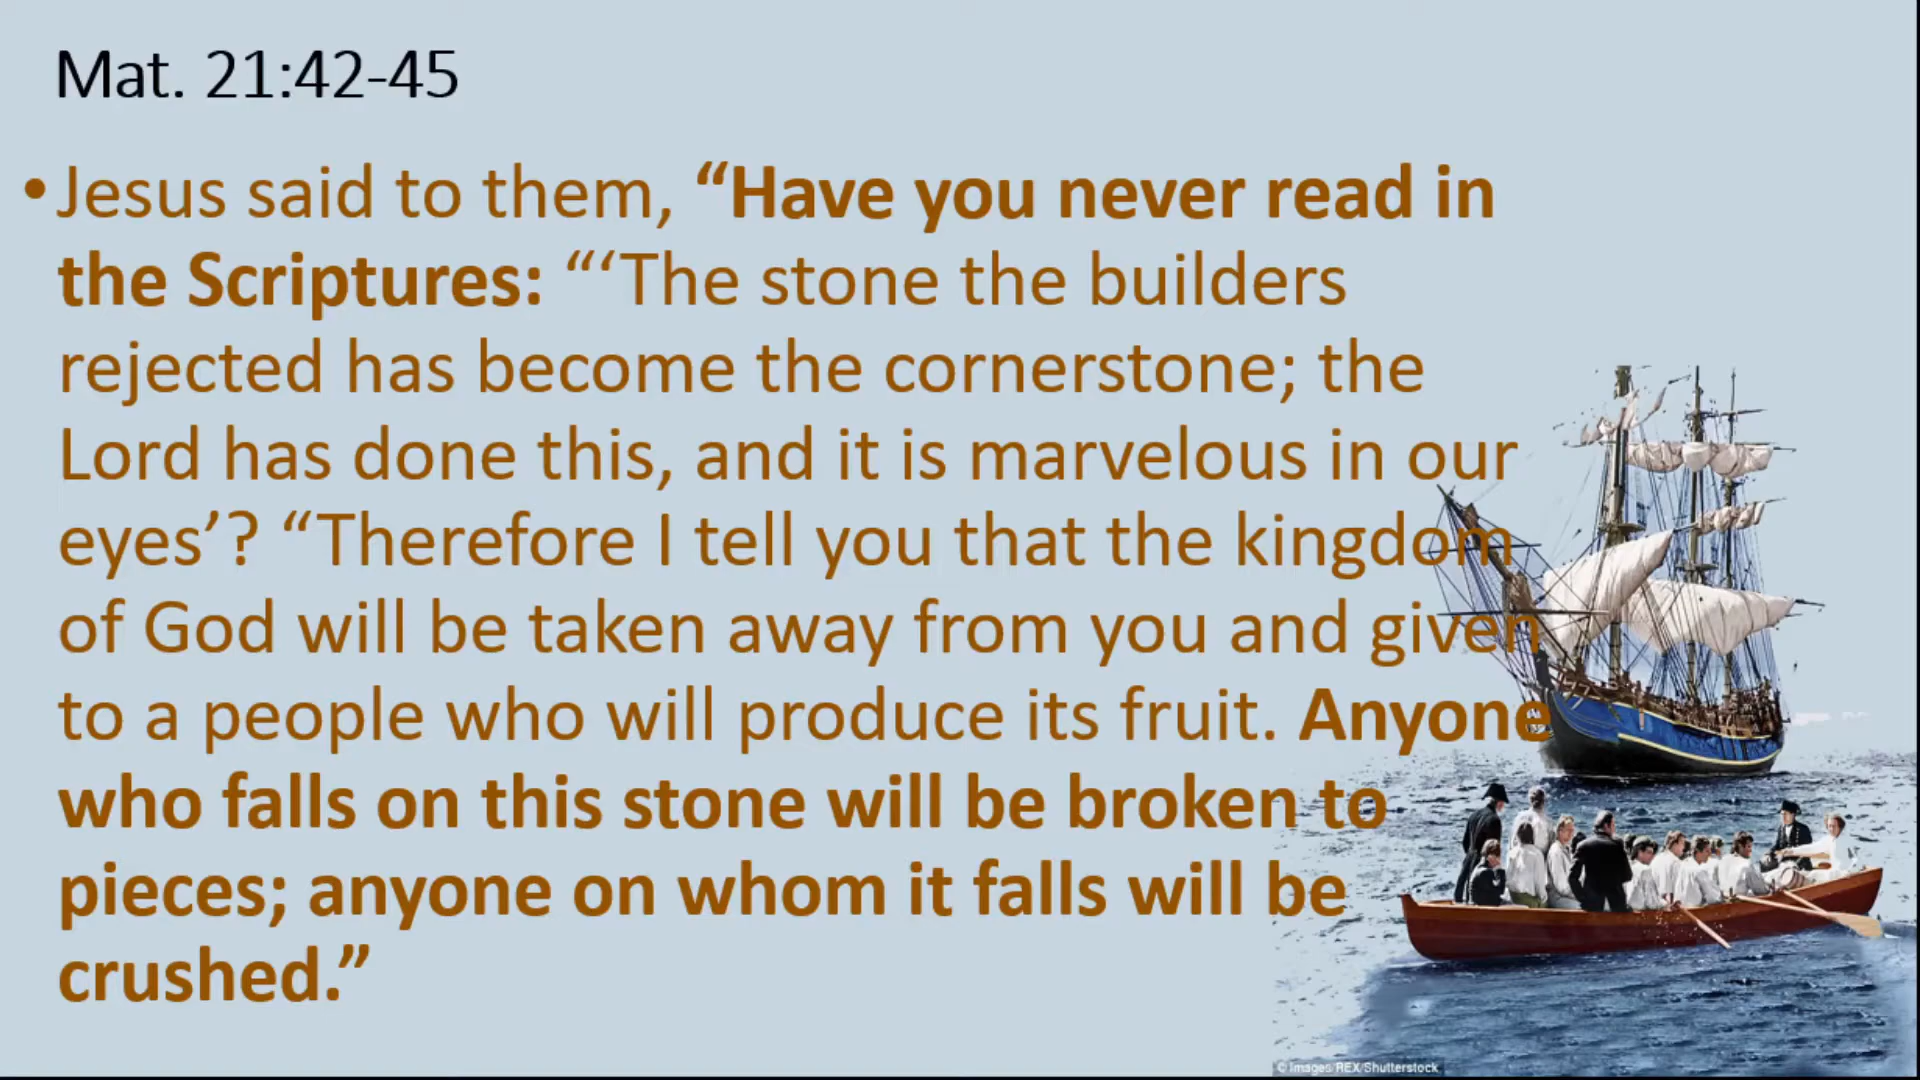 Mat. 21:42-45
•Jesus said to them, “Have you never read in
the Scriptures: “‘The stone the builders
rejected has become the cornerstone; the
Lord has done this, and it is marvelous in our
eyes’? “Therefore I tell you that the kingdom
of God will be taken away from you and given
to a people who will produce its fruit. Anyone
who falls on this stone will be broken to
pieces; anyone on whom it falls will be
crushed.”
© Images/REX/Shutterstock